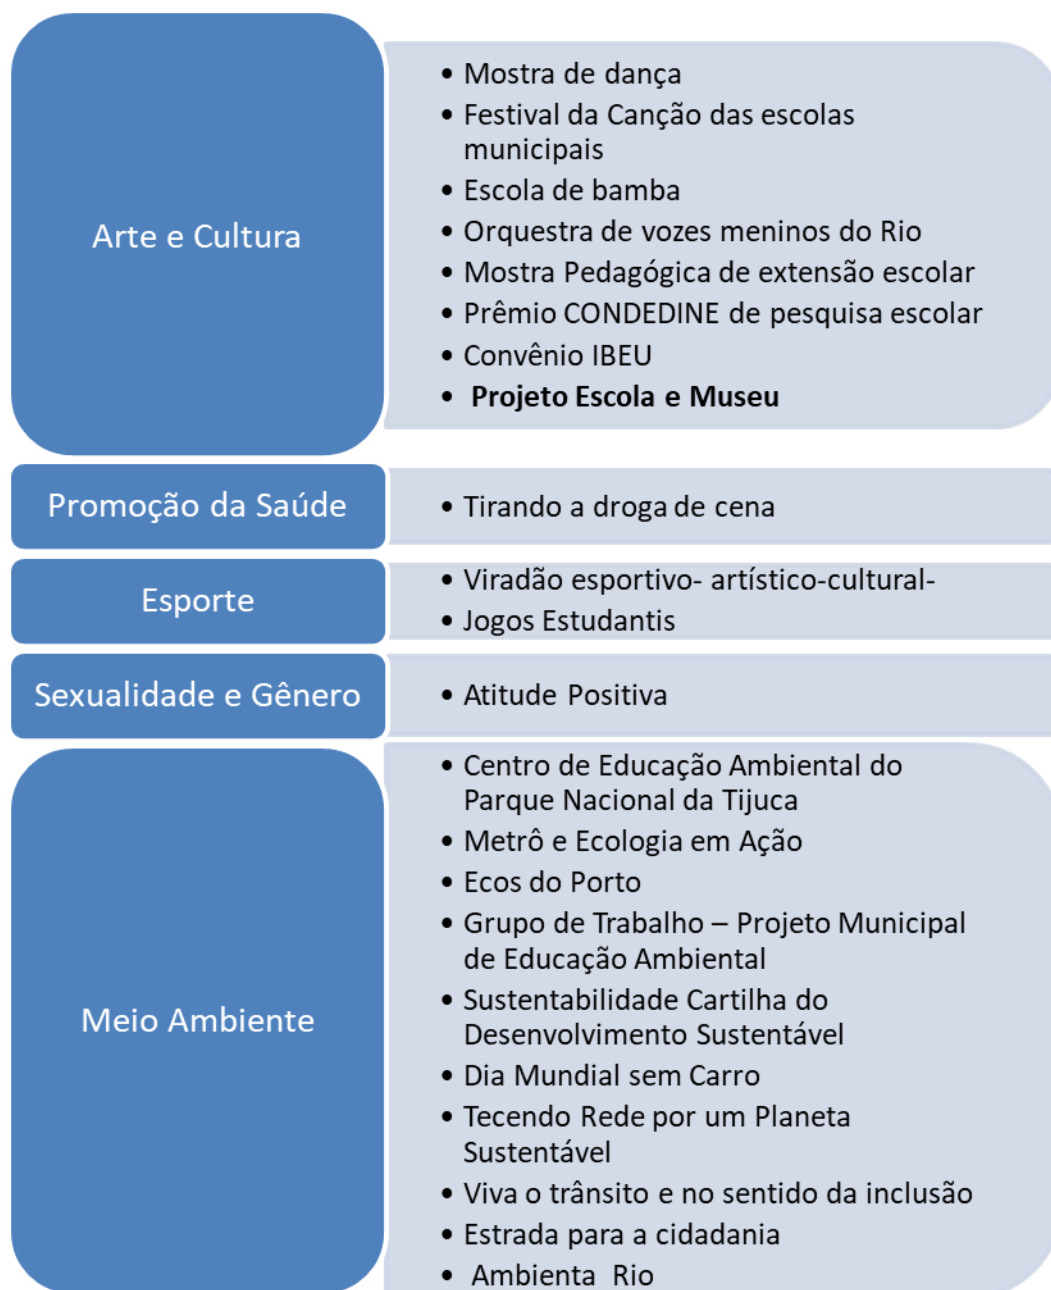 Arte e Cultura
• Mostra de dança
• Festival da Canção das escolas
municipais
• Escola de bamba
• Orquestra de vozes meninos do Rio
• Mostra Pedagógica de extensão escolar
• Prêmio CONDEDINE de pesquisa escolar
• Convênio IBEU
• Projeto Escola e Museu
Promoção da Saúde
• Tirando a droga de cena
Esporte
• Viradão esportivo- artístico-cultural-
• Jogos Estudantis
Sexualidade e Gênero
• Atitude Positiva
Meio Ambiente
• Centro de Educação Ambiental do
Parque Nacional da Tijuca
• Metrô e Ecologia em Ação
• Ecos do Porto
• Grupo de Trabalho – Projeto Municipal
de Educação Ambiental
• Sustentabilidade Cartilha do
Desenvolvimento Sustentável
• Dia Mundial sem Carro
• Tecendo Rede por um Planeta
Sustentável
• Viva o trânsito e no sentido da inclusão
• Estrada para a cidadania
• Ambienta Rio